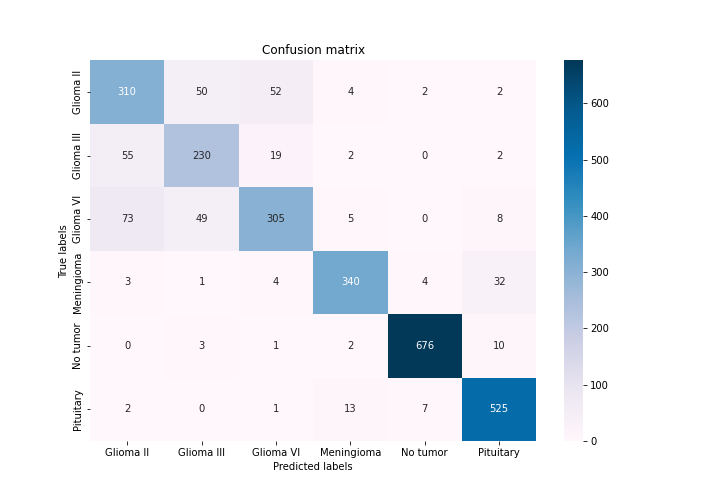 Confusion matrix
True labels
Glioma II 310 50 52 4 2 2
Glioma III 55 230 19 2 0 2
Glioma VI 73 49 305 5 0 8
Meningioma 3 1 4 340 4 32
No tumor 0 3 1 2 676 10
Pituitary 2 0 1 13 7 525
Glioma II Glioma III Glioma VI Meningioma No tumor Pituitary
Predicted labels
600
500
400
300
200
100
0